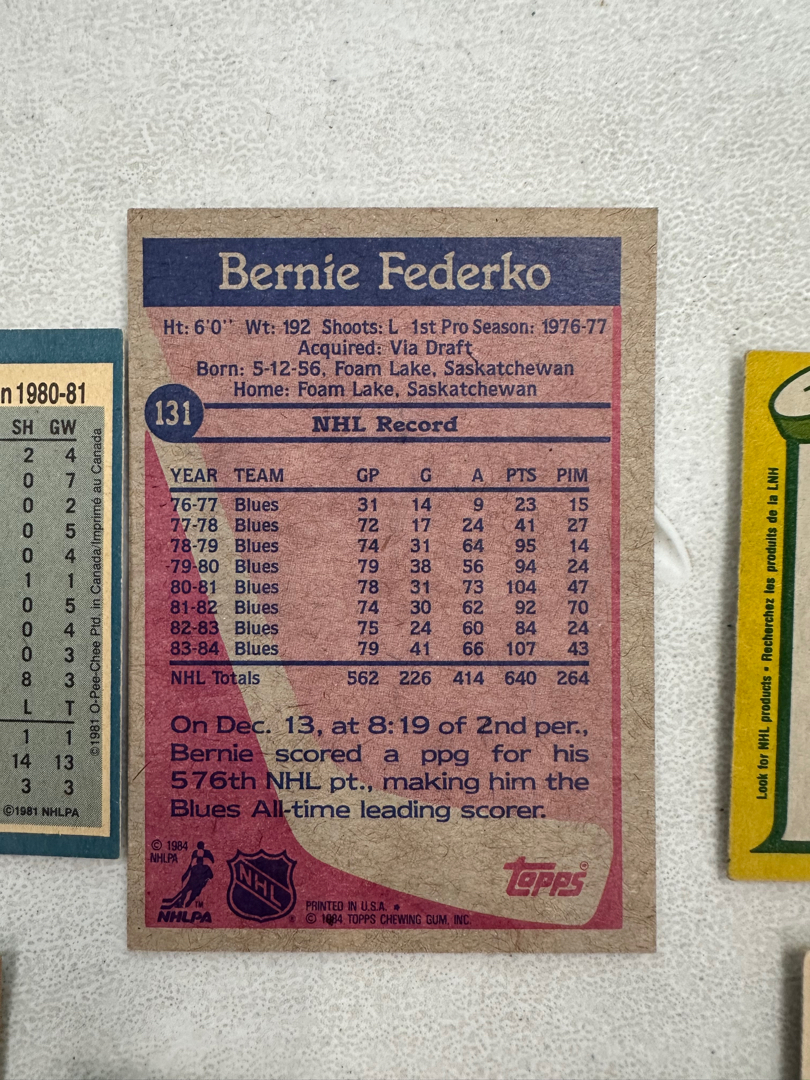 Bernie Federko
Ht: 6'0'' Wt: 192 Shoots: L 1st Pro Season: 1976-77
Acquired: Via Draft
Born: 5-12-56, Foam Lake, Saskatchewan
Home: Foam Lake, Saskatchewan
131
NHL Record
YEAR TEAM GP G A PTS PIM
76-77 Blues 31 14 9 23 15
77-78 Blues 72 17 24 41 27
78-79 Blues 74 31 64 95 14
79-80 Blues 79 38 56 94 24
80-81 Blues 78 31 73 104 47
81-82 Blues 74 30 62 92 70
82-83 Blues 75 24 60 84 24
83-84 Blues 79 41 66 107 43
NHL Totals 562 226 414 640 264
On Dec. 13, at 8:19 of 2nd per.,
Bernie scored a ppg for his
576th NHL pt., making him the
Blues All-time leading scorer.
© 1984
NHLPA
TM
NHLPA
NHL
®
topps®
PRINTED IN U.S.A. *
© 1984 TOPPS CHEWING GUM, INC.
n 1980-81
SH GW
2 4
0 7
0 2
0 5
0 4
1 1
0 5
0 4
0 3
8 3
L T
1 1
14 13
3 3
©1981 NHLPA
©1981 O-Pee-Chee Ptd. in Canada/Imprimé au Canada
Look for NHL products • Recherchez les produits de la LNH